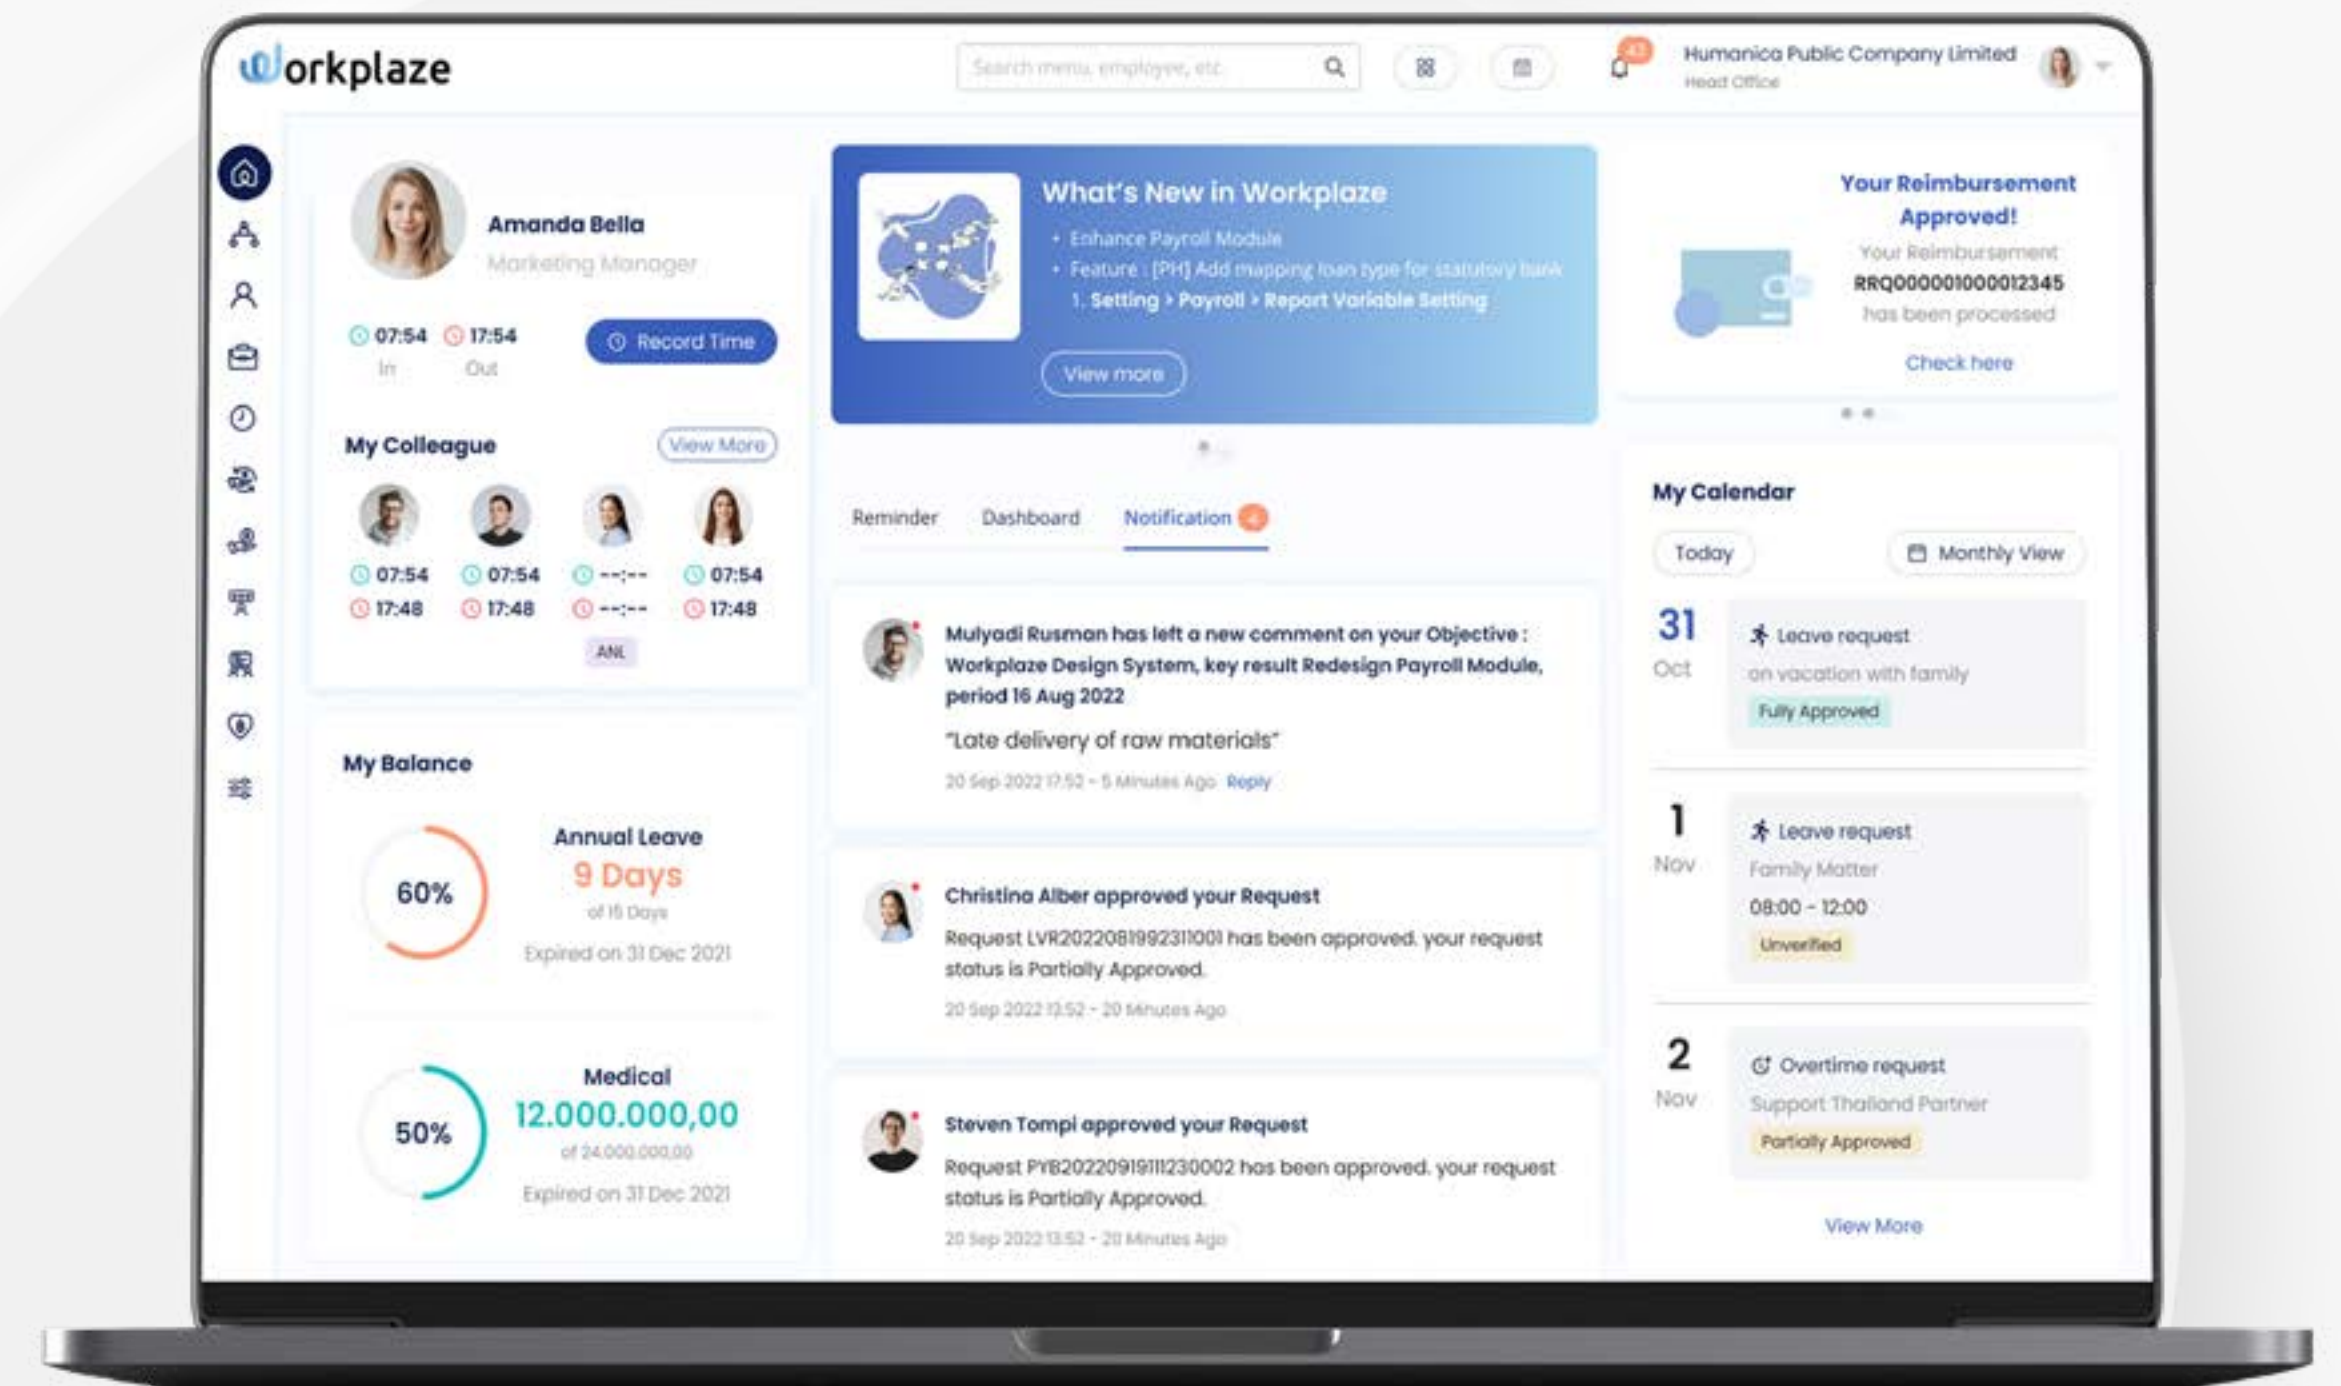 Workplaze
Search menu, employee, etc.
43
Humanica Public Company Limited
Head Office
Amanda Bella
Marketing Manager
07:54 17:54
In Out
Record Time
My Colleague
View More
07:54 07:54 --:-- 07:54
17:48 17:48 --:-- 17:48
ANL
My Balance
60%
Annual Leave
9 Days
of 15 Days
Expired on 31 Dec 2021
50%
Medical
12.000.000,00
of 24.000.000,00
Expired on 31 Dec 2021
What's New in Workplaze
• Enhance Payroll Module
• Feature : [PH] Add mapping loan type for statutory bank
1. Setting > Payroll > Report Variable Setting
View more
Reminder Dashboard Notification
Mulyadi Rusman has left a new comment on your Objective :
Workplaze Design System, key result Redesign Payroll Module,
period 16 Aug 2022
"Late delivery of raw materials"
20 Sep 2022 17:52 - 5 Minutes Ago Reply
Christina Alber approved your Request
Request LVR2022081992311001 has been approved. your request
status is Partially Approved.
20 Sep 2022 13:52 - 20 Minutes Ago
Steven Tompi approved your Request
Request PYB20220919111230002 has been approved. your request
status is Partially Approved.
20 Sep 2022 13:52 - 20 Minutes Ago
Your Reimbursement
Approved!
Your Reimbursement
RRQ000001000012345
has been processed
Check here
My Calendar
Today
Monthly View
31
Oct
Leave request
on vacation with family
Fully Approved
1
Nov
Leave request
Family Matter
08:00 - 12:00
Unverified
2
Nov
Overtime request
Support Thailand Partner
Partially Approved
View More